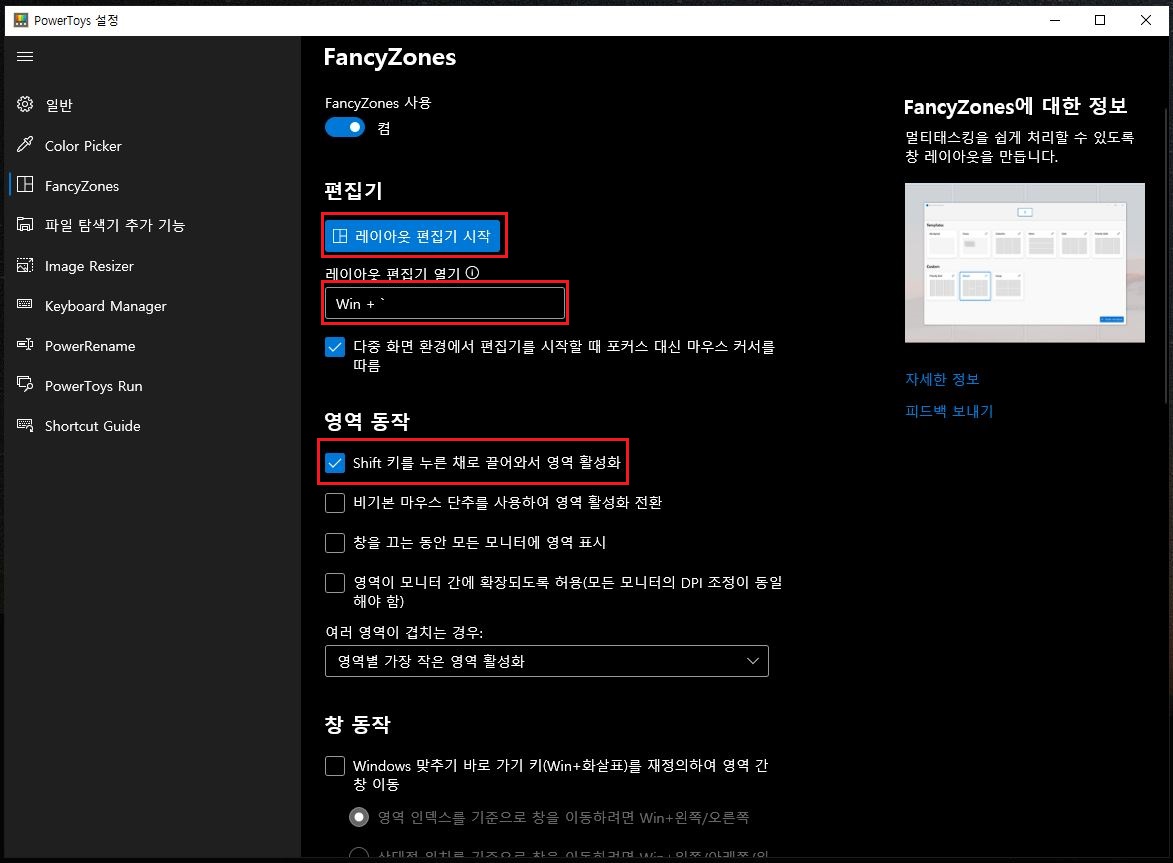 PowerToys 설정
일반
Color Picker
FancyZones
파일 탐색기 추가 기능
Image Resizer
Keyboard Manager
PowerRename
PowerToys Run
Shortcut Guide
FancyZones
FancyZones 사용
켬
편집기
레이아웃 편집기 시작
레이아웃 편집기 열기
Win + `
다중 화면 환경에서 편집기를 시작할 때 포커스 대신 마우스 커서를
따름
영역 동작
Shift 키를 누른 채로 끌어와서 영역 활성화
비기본 마우스 단추를 사용하여 영역 활성화 전환
창을 끄는 동안 모든 모니터에 영역 표시
영역이 모니터 간에 확장되도록 허용(모든 모니터의 DPI 조정이 동일
해야 함)
여러 영역이 겹치는 경우:
영역별 가장 작은 영역 활성화
창 동작
Windows 맞추기 바로 가기 키(Win+화살표)를 재정의하여 영역 간
창 이동
영역 인덱스를 기준으로 창을 이동하려면 Win+왼쪽/오른쪽
FancyZones에 대한 정보
멀티태스킹을 쉽게 처리할 수 있도록
창 레이아웃을 만듭니다.
Templates
Custom
자세한 정보
피드백 보내기